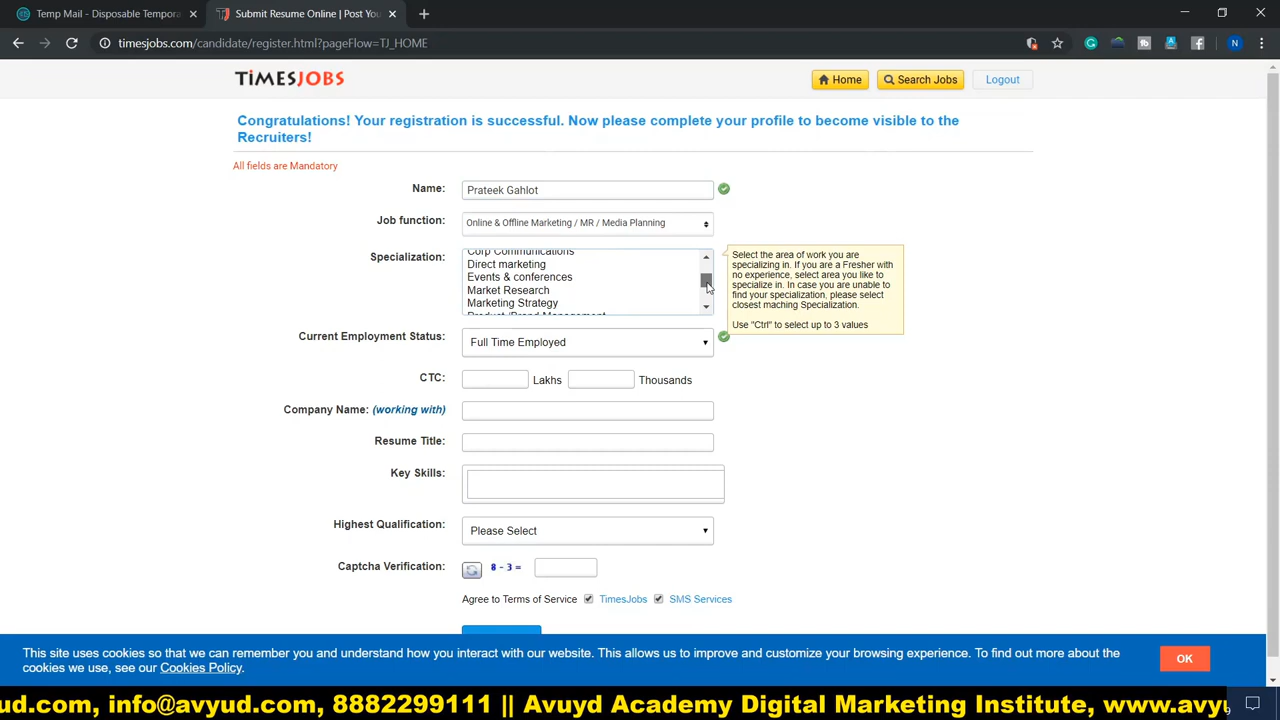 Temp Mail - Disposable Tempora
Submit Resume Online | Post You
timesjobs.com/candidate/register.html?pageFlow=TJ_HOME
N
TIMESJOBS
Home
Search Jobs
Logout
Congratulations! Your registration is successful. Now please complete your profile to become visible to the
Recruiters!
All fields are Mandatory
Name:
Prateek Gahlot
Job function:
Online & Offline Marketing / MR / Media Planning
Specialization:
Corp Communications
Direct marketing
Events & conferences
Market Research
Marketing Strategy
Product /Brand Management
Select the area of work you are
specializing in. If you are a Fresher with
no experience, select area you like to
specialize in. In case you are unable to
find your specialization, please select
closest maching Specialization.
Use "Ctrl" to select up to 3 values
Current Employment Status:
Full Time Employed
CTC:
Lakhs
Thousands
Company Name: (working with)
Resume Title:
Key Skills:
Highest Qualification:
Please Select
Captcha Verification:
8 - 3 =
Agree to Terms of Service
TimesJobs
SMS Services
This site uses cookies so that we can remember you and understand how you interact with our website. This allows us to improve and customize your browsing experience. To find out more about the
cookies we use, see our Cookies Policy.
OK
ud.com, info@avyud.com, 8882299111 || Avuyd Academy Digital Marketing Institute, www.avyu